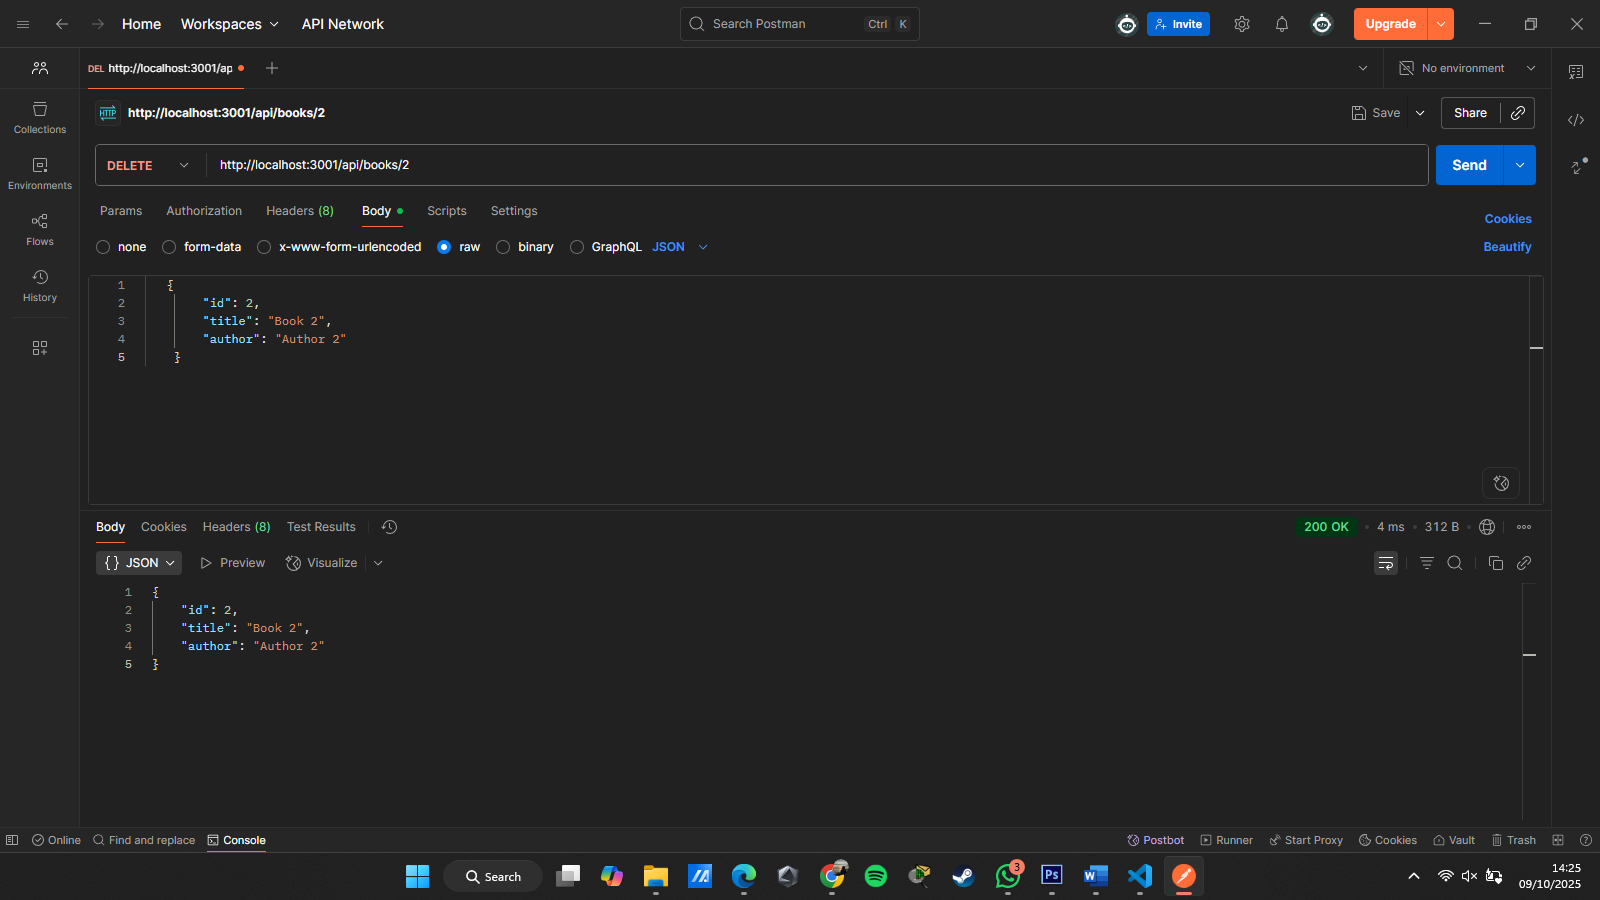 Home Workspaces API Network Search Postman Ctrl K Invite Upgrade
DEL http://localhost:3001/ap No environment
HTTP http://localhost:3001/api/books/2 Save Share
DELETE http://localhost:3001/api/books/2 Send
Params Authorization Headers (8) Body Scripts Settings Cookies
none form-data x-www-form-urlencoded raw binary GraphQL JSON Beautify
Collections
Environments
Flows
History
1 {
2 "id": 2,
3 "title": "Book 2",
4 "author": "Author 2"
5 }
Body Cookies Headers (8) Test Results 200 OK 4 ms 312 B
{} JSON Preview Visualize
1 {
2 "id": 2,
3 "title": "Book 2",
4 "author": "Author 2"
5 }
Online Find and replace Console Postbot Runner Start Proxy Cookies Vault Trash
Search 3 Ps W 14:25
09/10/2025